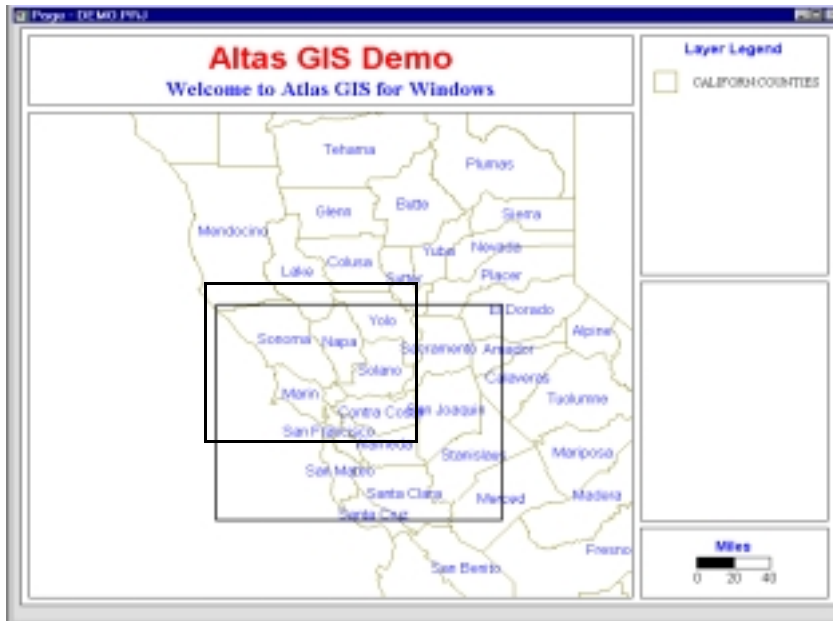 Page - DEMO.PRJ
Altas GIS Demo
Welcome to Atlas GIS for Windows
Layer Legend
CALIFORN:COUNTIES
Tehama
Plumas
Glenn
Butte
Sierra
Mendocino
Yuba
Nevada
Lake
Colusa
Sutter
Placer
El Dorado
Yolo
Sonoma
Napa
Sacramento
Amador
Alpine
Solano
Calaveras
Marin
Tuolumne
Contra Costa
San Joaquin
San Francisco
Alameda
Stanislaus
Mariposa
San Mateo
Santa Clara
Merced
Madera
Santa Cruz
Fresno
San Benito
Miles
0 20 40